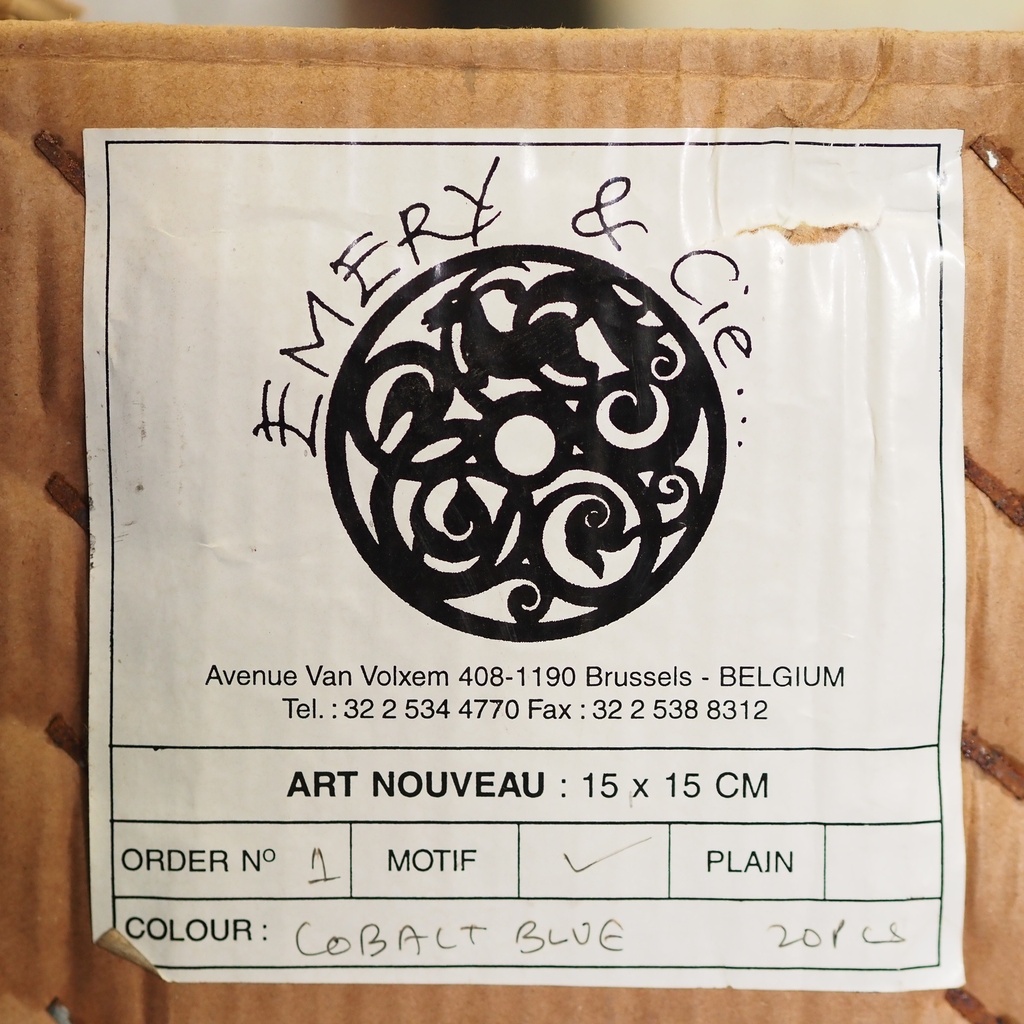 EMERY & Cie...
Avenue Van Volxem 408-1190 Brussels - BELGIUM
Tel. : 32 2 534 4770 Fax : 32 2 538 8312
ART NOUVEAU : 15 x 15 CM
ORDER Nº 1 MOTIF ✓ PLAIN
COLOUR : COBALT BLUE 20PCS